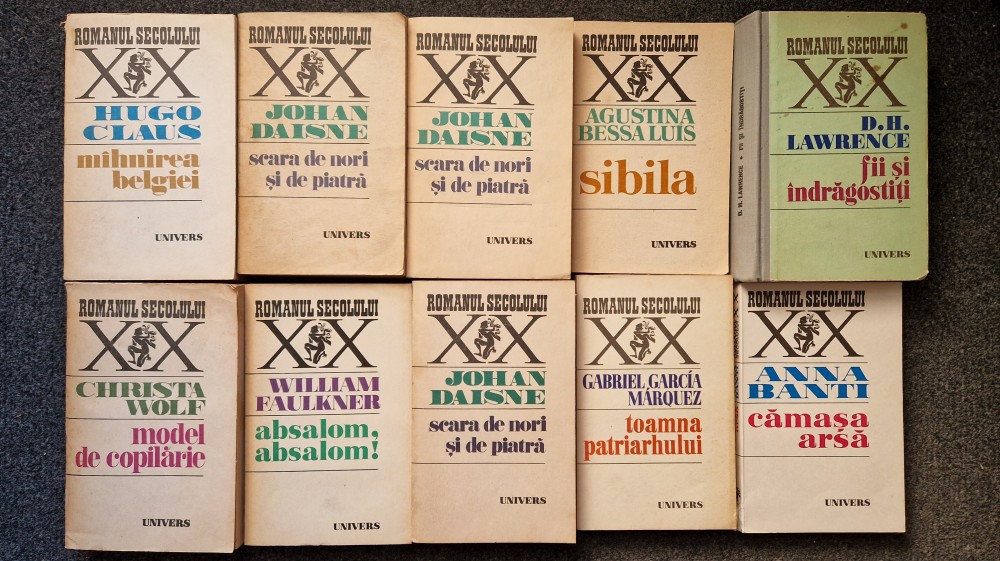 ROMANUL SECOLULUI
XX
HUGO
CLAUS
mîhnirea
belgiei
UNIVERS
ROMANUL SECOLULUI
XX
JOHAN
DAISNE
scara de nori
și de piatră
UNIVERS
ROMANUL SECOLULUI
XX
JOHAN
DAISNE
scara de nori
și de piatră
UNIVERS
ROMANUL SECOLULUI
XX
AGUSTINA
BESSA LUÍS
sibila
UNIVERS
D. H. LAWRENCE • FII ȘI ÎNDRĂGOSTIȚI
ROMANUL SECOLULUI
XX
D.H.
LAWRENCE
fii și
îndrăgostiți
UNIVERS
ROMANUL SECOLULUI
XX
CHRISTA
WOLF
model
de copilărie
UNIVERS
ROMANUL SECOLULUI
XX
WILLIAM
FAULKNER
absalom,
absalom!
UNIVERS
ROMANUL SECOLULUI
XX
JOHAN
DAISNE
scara de nori
și de piatră
UNIVERS
ROMANUL SECOLULUI
XX
GABRIEL GARCÍA
MÁRQUEZ
toamna
patriarhului
UNIVERS
ROMANUL SECOLULUI
XX
ANNA
BANTI
cămașa
arsă
UNIVERS